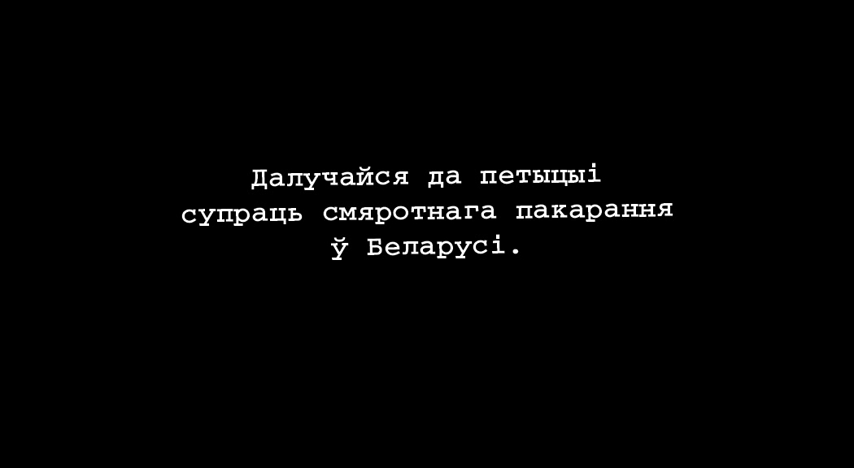 Далучайся да петыцыі
супраць смяротнага пакарання
ў Беларусі.